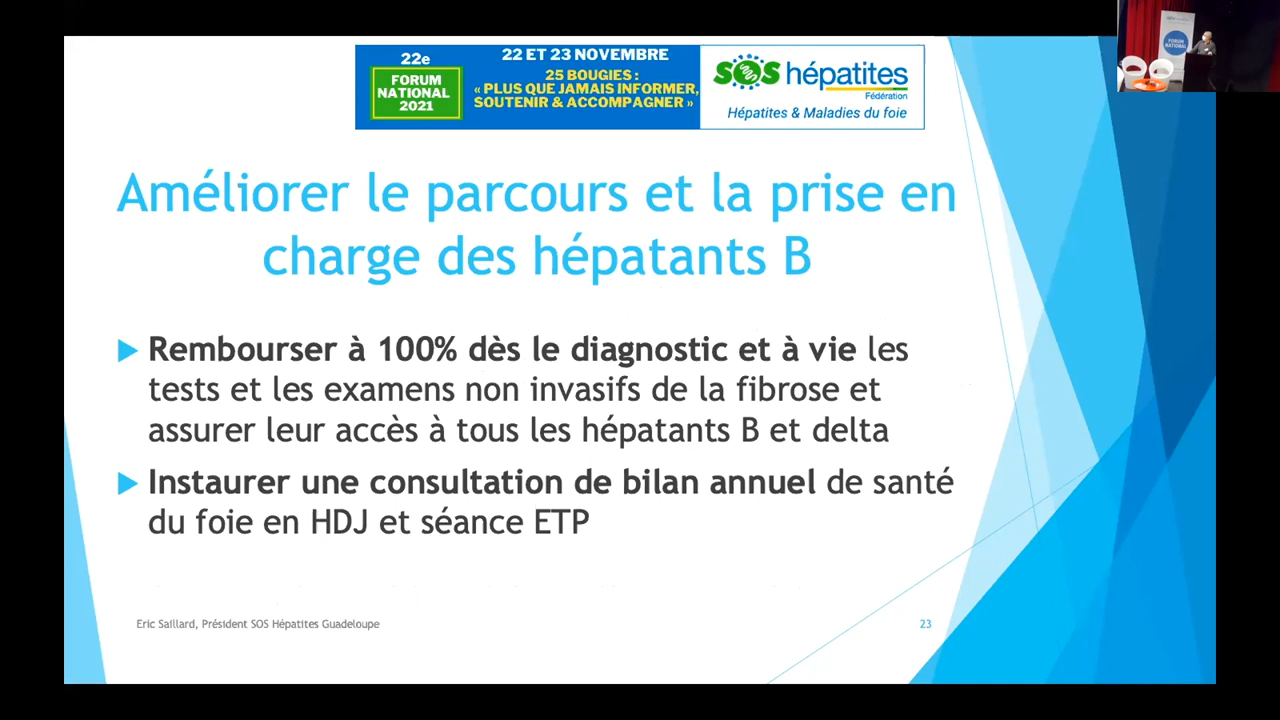 22e
FORUM
NATIONAL
2021
22 ET 23 NOVEMBRE
25 BOUGIES :
« PLUS QUE JAMAIS INFORMER,
SOUTENIR & ACCOMPAGNER »
SOS hépatites
Fédération
Hépatites & Maladies du foie
FORUM
NATIONAL
Améliorer le parcours et la prise en
charge des hépatants B
Rembourser à 100% dès le diagnostic et à vie les
tests et les examens non invasifs de la fibrose et
assurer leur accès à tous les hépatants B et delta
Instaurer une consultation de bilan annuel de santé
du foie en HDJ et séance ETP
Eric Saillard, Président SOS Hépatites Guadeloupe
23